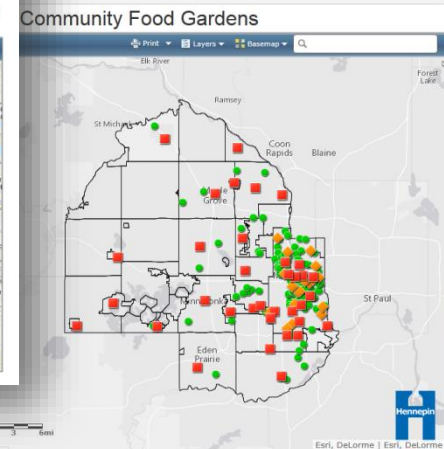 Community Food Gardens
Print Layers Basemap
Elk River
Forest Lake
Ramsey
St Micha
Coon Rapids
Blaine
Grove
St Paul
Eden Prairie
Hennepin
3 6mi
Esri, DeLorme | Esri, DeLorme